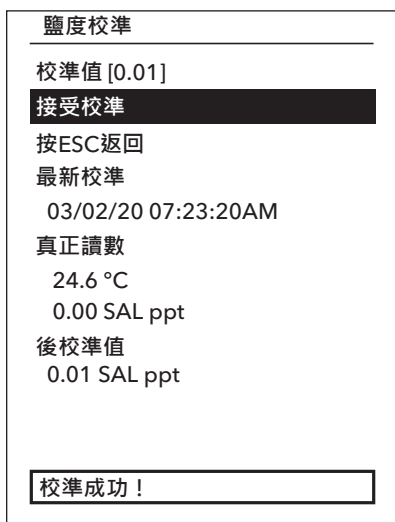 鹽度校準
校準值 [0.01]
接受校準
按ESC返回
最新校準
03/02/20 07:23:20AM
真正讀數
24.6 °C
0.00 SAL ppt
後校準值
0.01 SAL ppt
校準成功！